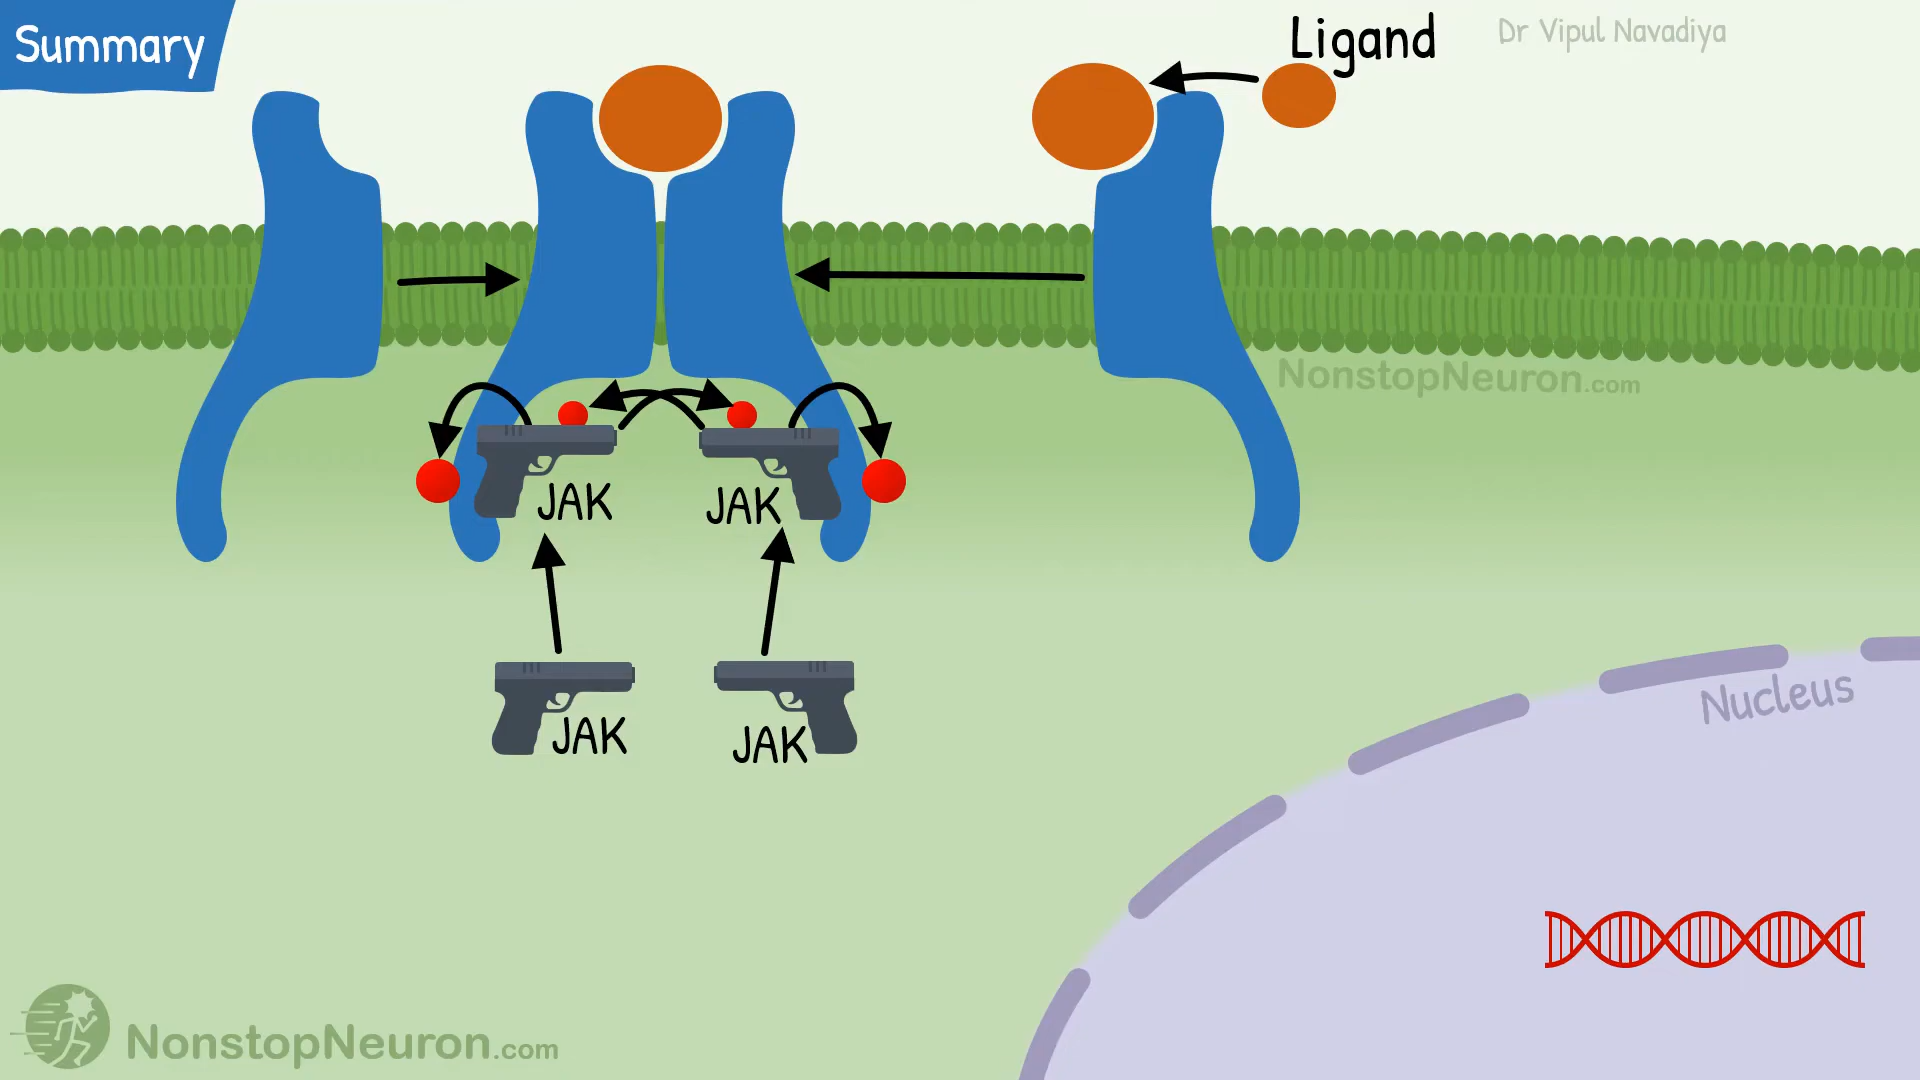 Summary
Ligand
Dr Vipul Navadiya
NonstopNeuron.com
JAK
JAK
JAK
JAK
Nucleus
NonstopNeuron.com